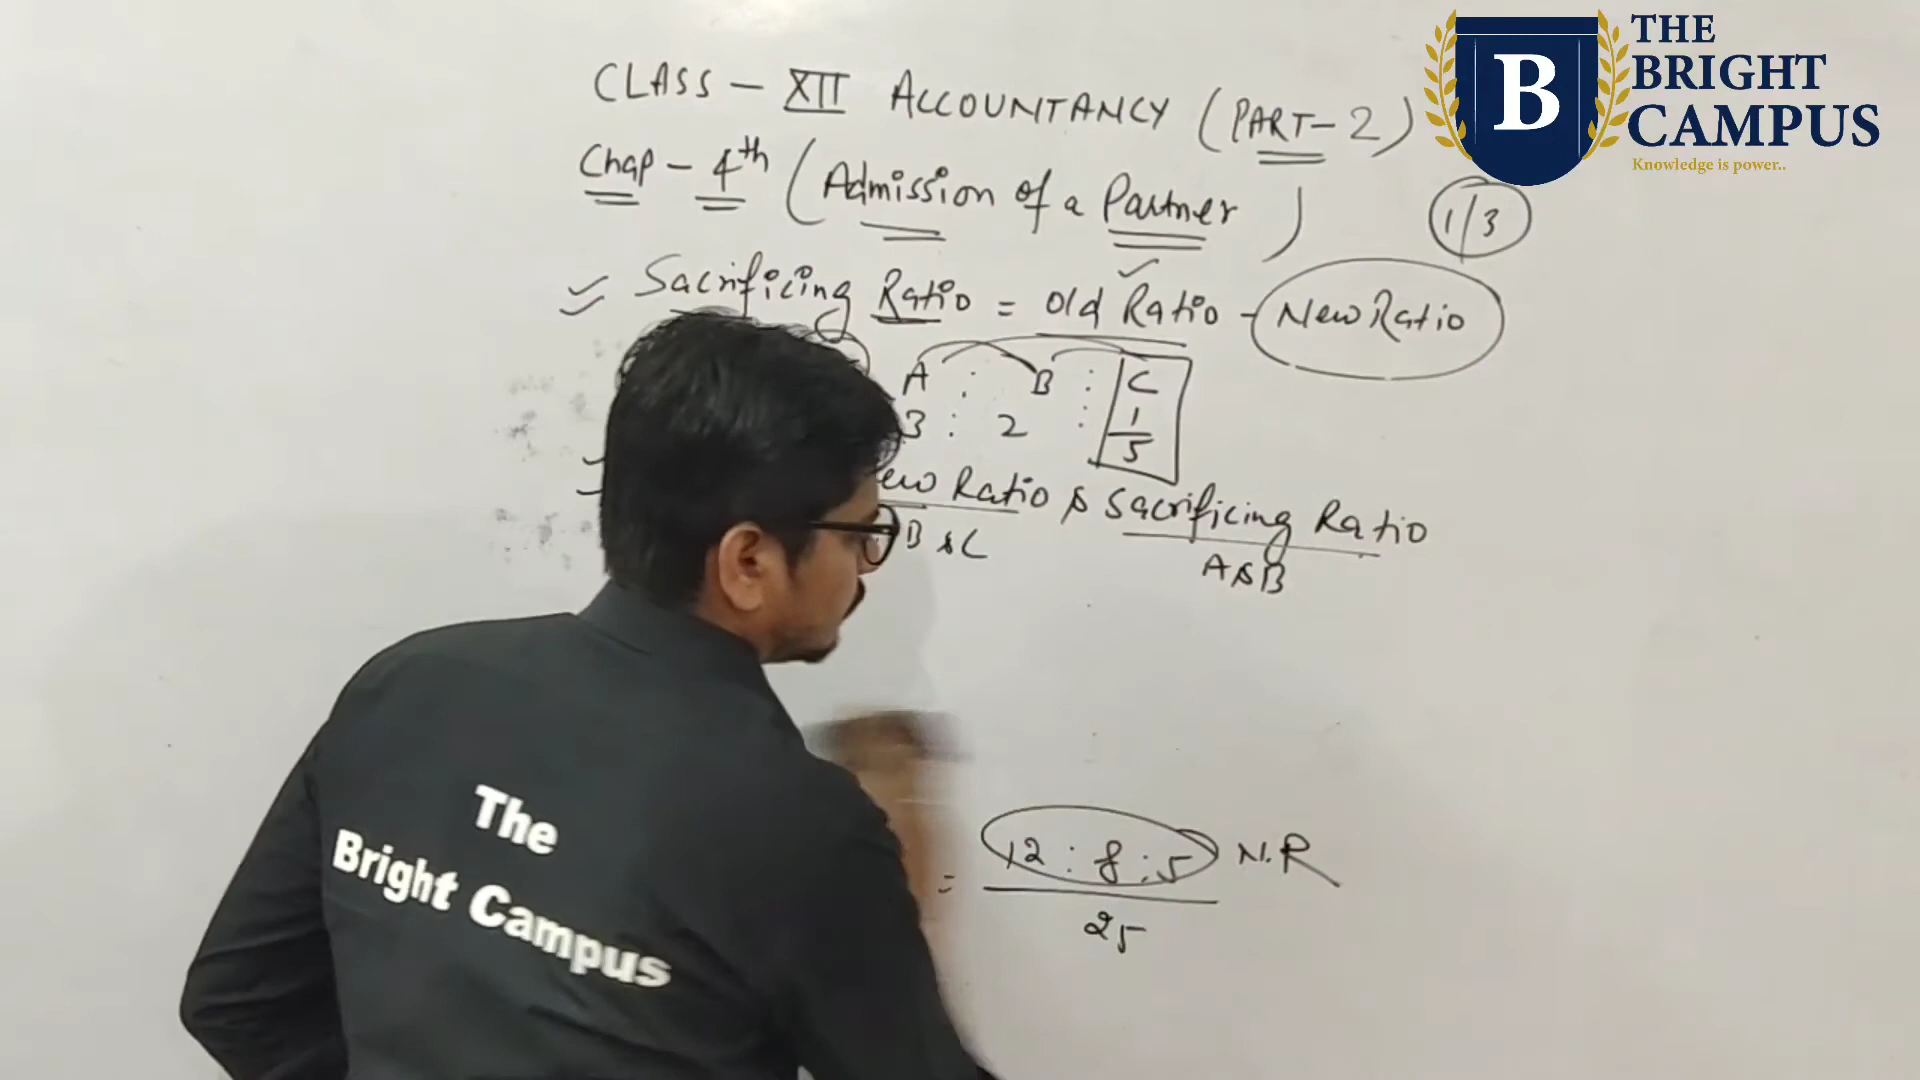 THE
BRIGHT
CAMPUS
Knowledge is power..
B
CLASS - XII ACCOUNTANCY (PART-2)
Chap - 4th (Admission of a Partner)
1/3
Sacrificing Ratio = Old Ratio - New Ratio
A : B : C
3 : 2 : 1/5
Ratio & Sacrificing Ratio
B & C
A & B
= 12 : 8 : 5 N.R
25
The
Bright Campus